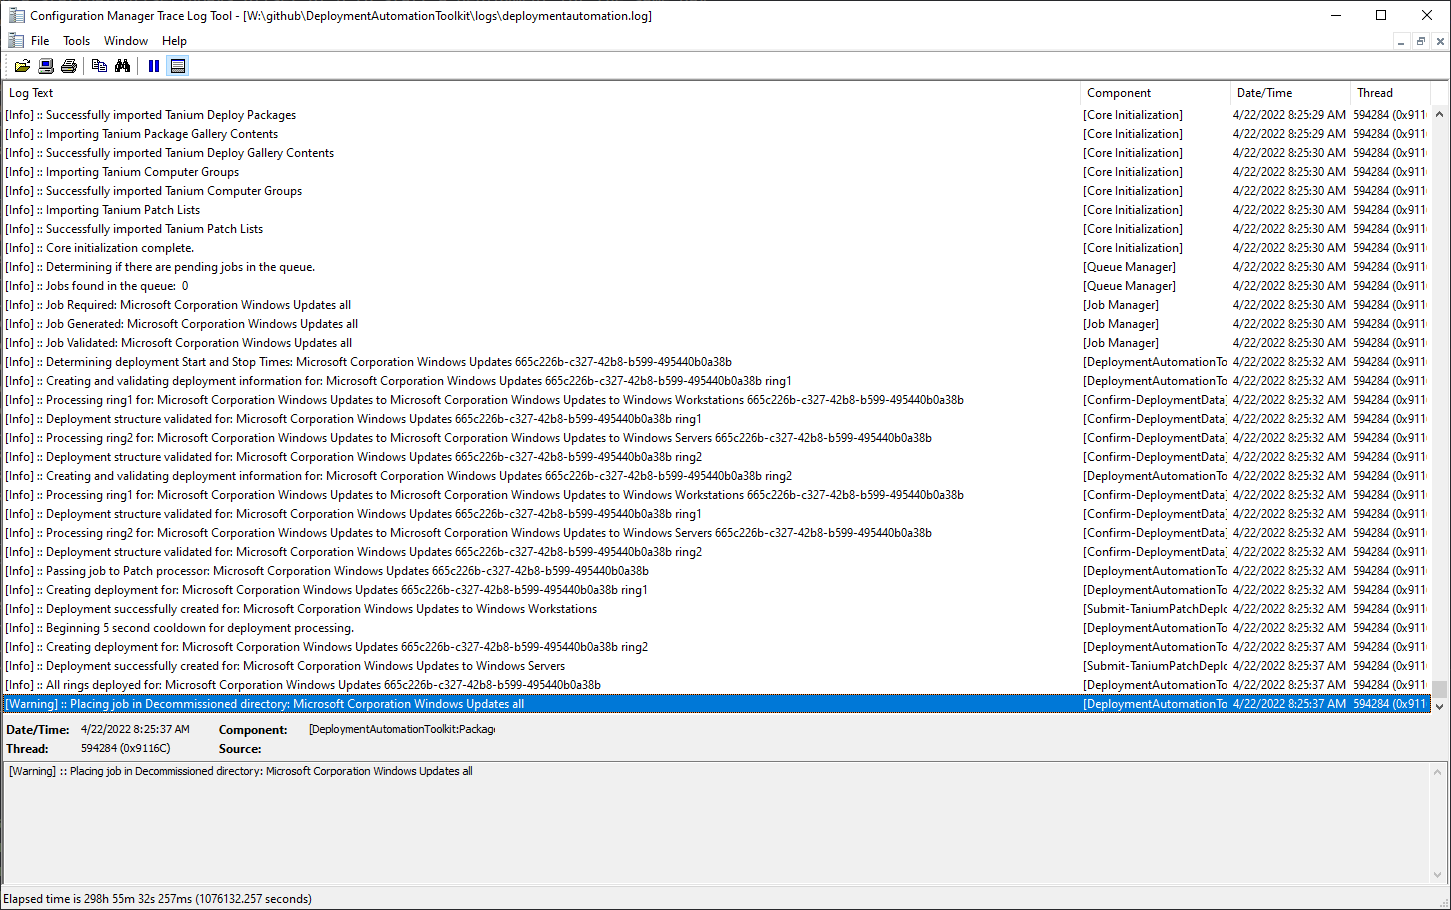 Configuration Manager Trace Log Tool - [W:\github\DeploymentAutomationToolkit\logs\deploymentautomation.log]
File Tools Window Help
Log Text Component Date/Time Thread
[Info] :: Successfully imported Tanium Deploy Packages [Core Initialization] 4/22/2022 8:25:29 AM 594284 (0x911
[Info] :: Importing Tanium Package Gallery Contents [Core Initialization] 4/22/2022 8:25:29 AM 594284 (0x911
[Info] :: Successfully imported Tanium Deploy Gallery Contents [Core Initialization] 4/22/2022 8:25:30 AM 594284 (0x911
[Info] :: Importing Tanium Computer Groups [Core Initialization] 4/22/2022 8:25:30 AM 594284 (0x911
[Info] :: Successfully imported Tanium Computer Groups [Core Initialization] 4/22/2022 8:25:30 AM 594284 (0x911
[Info] :: Importing Tanium Patch Lists [Core Initialization] 4/22/2022 8:25:30 AM 594284 (0x911
[Info] :: Successfully imported Tanium Patch Lists [Core Initialization] 4/22/2022 8:25:30 AM 594284 (0x911
[Info] :: Core initialization complete. [Core Initialization] 4/22/2022 8:25:30 AM 594284 (0x911
[Info] :: Determining if there are pending jobs in the queue. [Queue Manager] 4/22/2022 8:25:30 AM 594284 (0x911
[Info] :: Jobs found in the queue: 0 [Queue Manager] 4/22/2022 8:25:30 AM 594284 (0x911
[Info] :: Job Required: Microsoft Corporation Windows Updates all [Job Manager] 4/22/2022 8:25:30 AM 594284 (0x911
[Info] :: Job Generated: Microsoft Corporation Windows Updates all [Job Manager] 4/22/2022 8:25:30 AM 594284 (0x911
[Info] :: Job Validated: Microsoft Corporation Windows Updates all [Job Manager] 4/22/2022 8:25:30 AM 594284 (0x911
[Info] :: Determining deployment Start and Stop Times: Microsoft Corporation Windows Updates 665c226b-c327-42b8-b599-495440b0a38b [DeploymentAutomationTo 4/22/2022 8:25:32 AM 594284 (0x911
[Info] :: Creating and validating deployment information for: Microsoft Corporation Windows Updates 665c226b-c327-42b8-b599-495440b0a38b ring1 [DeploymentAutomationTo 4/22/2022 8:25:32 AM 594284 (0x911
[Info] :: Processing ring1 for: Microsoft Corporation Windows Updates to Microsoft Corporation Windows Updates to Windows Workstations 665c226b-c327-42b8-b599-495440b0a38b [Confirm-DeploymentData] 4/22/2022 8:25:32 AM 594284 (0x911
[Info] :: Deployment structure validated for: Microsoft Corporation Windows Updates 665c226b-c327-42b8-b599-495440b0a38b ring1 [Confirm-DeploymentData] 4/22/2022 8:25:32 AM 594284 (0x911
[Info] :: Processing ring2 for: Microsoft Corporation Windows Updates to Microsoft Corporation Windows Updates to Windows Servers 665c226b-c327-42b8-b599-495440b0a38b [Confirm-DeploymentData] 4/22/2022 8:25:32 AM 594284 (0x911
[Info] :: Deployment structure validated for: Microsoft Corporation Windows Updates 665c226b-c327-42b8-b599-495440b0a38b ring2 [Confirm-DeploymentData] 4/22/2022 8:25:32 AM 594284 (0x911
[Info] :: Creating and validating deployment information for: Microsoft Corporation Windows Updates 665c226b-c327-42b8-b599-495440b0a38b ring2 [DeploymentAutomationTo 4/22/2022 8:25:32 AM 594284 (0x911
[Info] :: Processing ring1 for: Microsoft Corporation Windows Updates to Microsoft Corporation Windows Updates to Windows Workstations 665c226b-c327-42b8-b599-495440b0a38b [Confirm-DeploymentData] 4/22/2022 8:25:32 AM 594284 (0x911
[Info] :: Deployment structure validated for: Microsoft Corporation Windows Updates 665c226b-c327-42b8-b599-495440b0a38b ring1 [Confirm-DeploymentData] 4/22/2022 8:25:32 AM 594284 (0x911
[Info] :: Processing ring2 for: Microsoft Corporation Windows Updates to Microsoft Corporation Windows Updates to Windows Servers 665c226b-c327-42b8-b599-495440b0a38b [Confirm-DeploymentData] 4/22/2022 8:25:32 AM 594284 (0x911
[Info] :: Deployment structure validated for: Microsoft Corporation Windows Updates 665c226b-c327-42b8-b599-495440b0a38b ring2 [Confirm-DeploymentData] 4/22/2022 8:25:32 AM 594284 (0x911
[Info] :: Passing job to Patch processor: Microsoft Corporation Windows Updates 665c226b-c327-42b8-b599-495440b0a38b [DeploymentAutomationTo 4/22/2022 8:25:32 AM 594284 (0x911
[Info] :: Creating deployment for: Microsoft Corporation Windows Updates 665c226b-c327-42b8-b599-495440b0a38b ring1 [DeploymentAutomationTo 4/22/2022 8:25:32 AM 594284 (0x911
[Info] :: Deployment successfully created for: Microsoft Corporation Windows Updates to Windows Workstations [Submit-TaniumPatchDeplo 4/22/2022 8:25:32 AM 594284 (0x911
[Info] :: Beginning 5 second cooldown for deployment processing. [DeploymentAutomationTo 4/22/2022 8:25:32 AM 594284 (0x911
[Info] :: Creating deployment for: Microsoft Corporation Windows Updates 665c226b-c327-42b8-b599-495440b0a38b ring2 [DeploymentAutomationTo 4/22/2022 8:25:37 AM 594284 (0x911
[Info] :: Deployment successfully created for: Microsoft Corporation Windows Updates to Windows Servers [Submit-TaniumPatchDeplo 4/22/2022 8:25:37 AM 594284 (0x911
[Info] :: All rings deployed for: Microsoft Corporation Windows Updates 665c226b-c327-42b8-b599-495440b0a38b [DeploymentAutomationTo 4/22/2022 8:25:37 AM 594284 (0x911
[Warning] :: Placing job in Decommissioned directory: Microsoft Corporation Windows Updates all [DeploymentAutomationTo 4/22/2022 8:25:37 AM 594284 (0x911
Date/Time: 4/22/2022 8:25:37 AM Component: [DeploymentAutomationToolkit:Package
Thread: 594284 (0x9116C) Source:
[Warning] :: Placing job in Decommissioned directory: Microsoft Corporation Windows Updates all
Elapsed time is 298h 55m 32s 257ms (1076132.257 seconds)